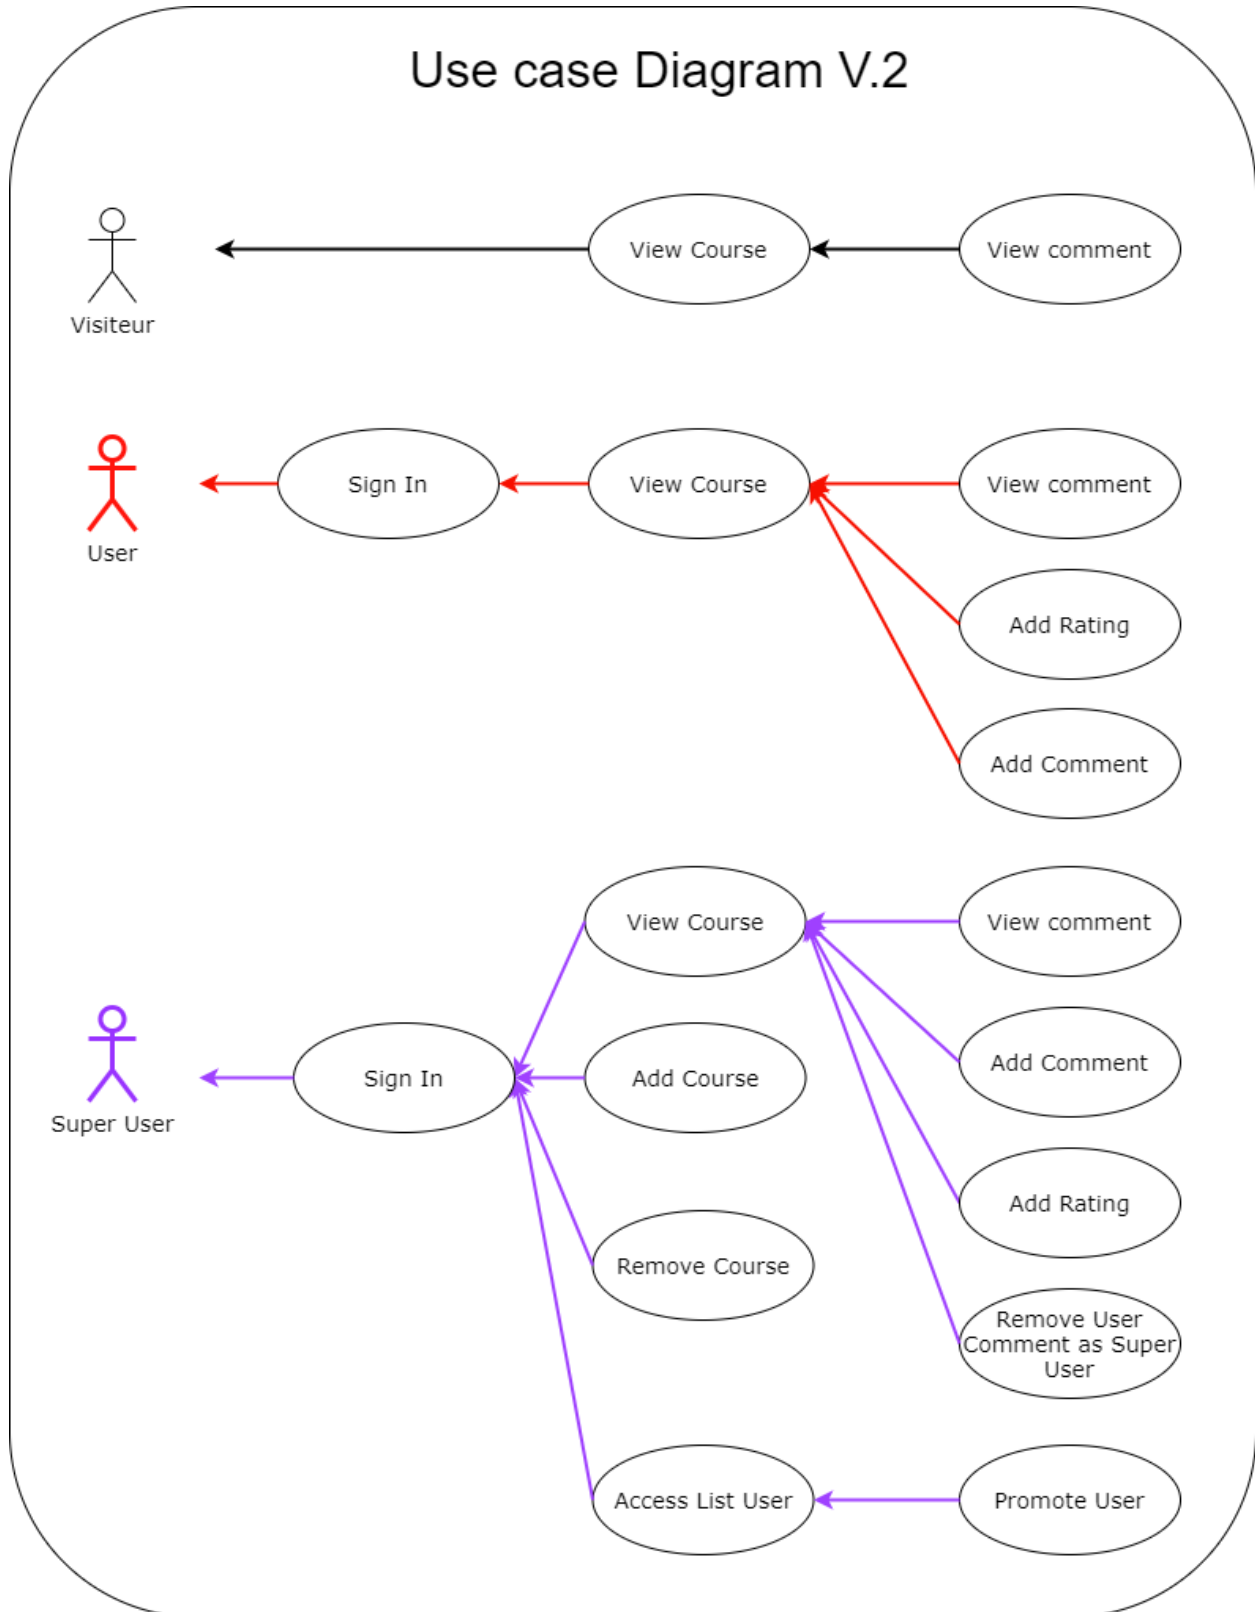 Use case Diagram V.2
Visiteur
View Course
View comment
User
Sign In
View Course
View comment
Add Rating
Add Comment
Super User
Sign In
View Course
Add Course
Remove Course
Access List User
View comment
Add Comment
Add Rating
Remove User
Comment as Super
User
Promote User